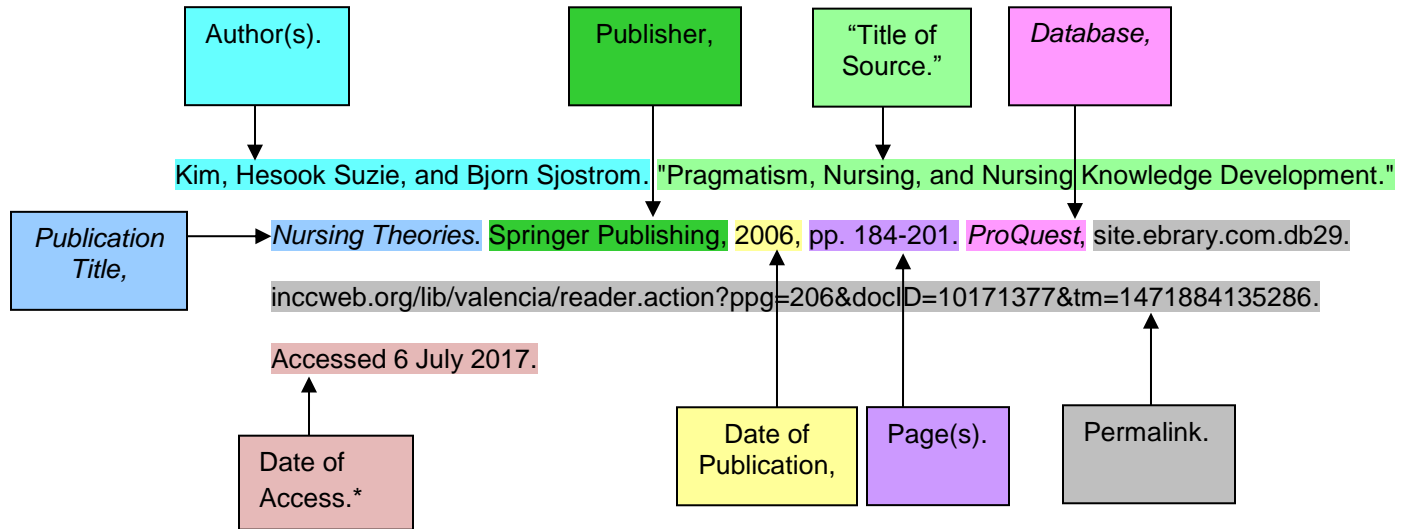 Author(s).
Publisher,
“Title of
Source.”
Database,
Kim, Hesook Suzie, and Bjorn Sjostrom. "Pragmatism, Nursing, and Nursing Knowledge Development."
Publication
Title,
Nursing Theories. Springer Publishing, 2006, pp. 184-201. ProQuest, site.ebrary.com.db29.
inccweb.org/lib/valencia/reader.action?ppg=206&docID=10171377&tm=1471884135286.
Accessed 6 July 2017.
Date of
Access.*
Date of
Publication,
Page(s).
Permalink.